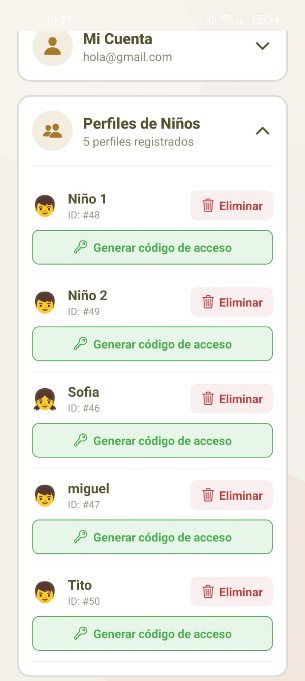 10:25
Mi Cuenta
hola@gmail.com
Perfiles de Niños
5 perfiles registrados
Niño 1
ID: #48
Eliminar
Generar código de acceso
Niño 2
ID: #49
Eliminar
Generar código de acceso
Sofia
ID: #46
Eliminar
Generar código de acceso
miguel
ID: #47
Eliminar
Generar código de acceso
Tito
ID: #50
Eliminar
Generar código de acceso